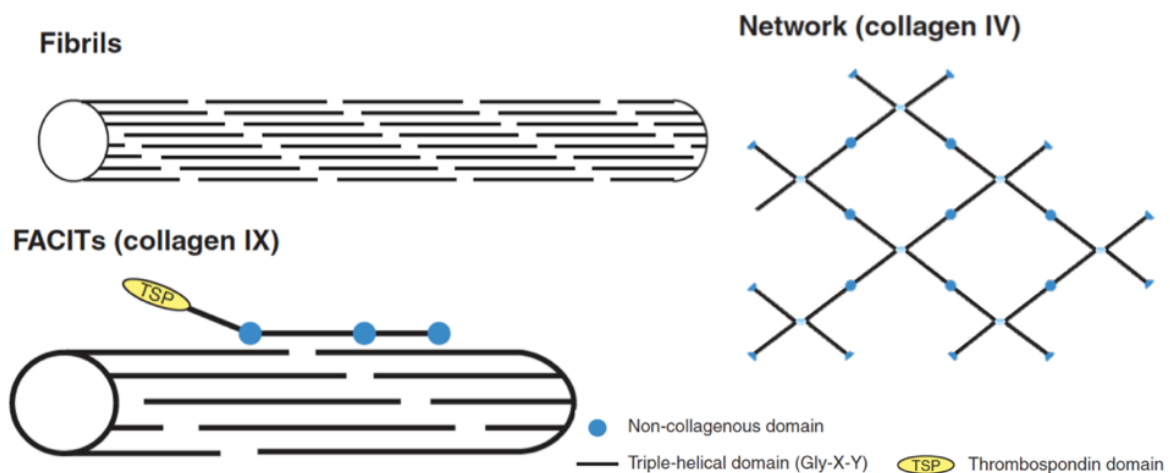 Fibrils
Network (collagen IV)
FACITs (collagen IX)
TSP
Non-collagenous domain
Triple-helical domain (Gly-X-Y)
TSP
Thrombospondin domain